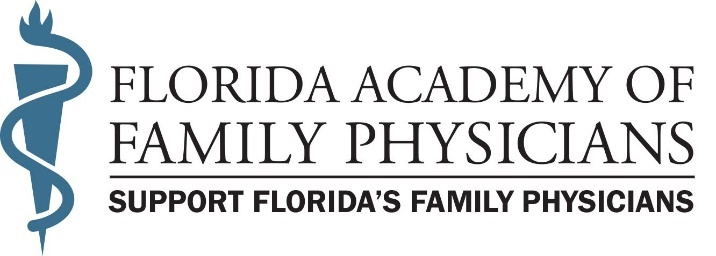 FLORIDA ACADEMY OF
FAMILY PHYSICIANS
SUPPORT FLORIDA'S FAMILY PHYSICIANS